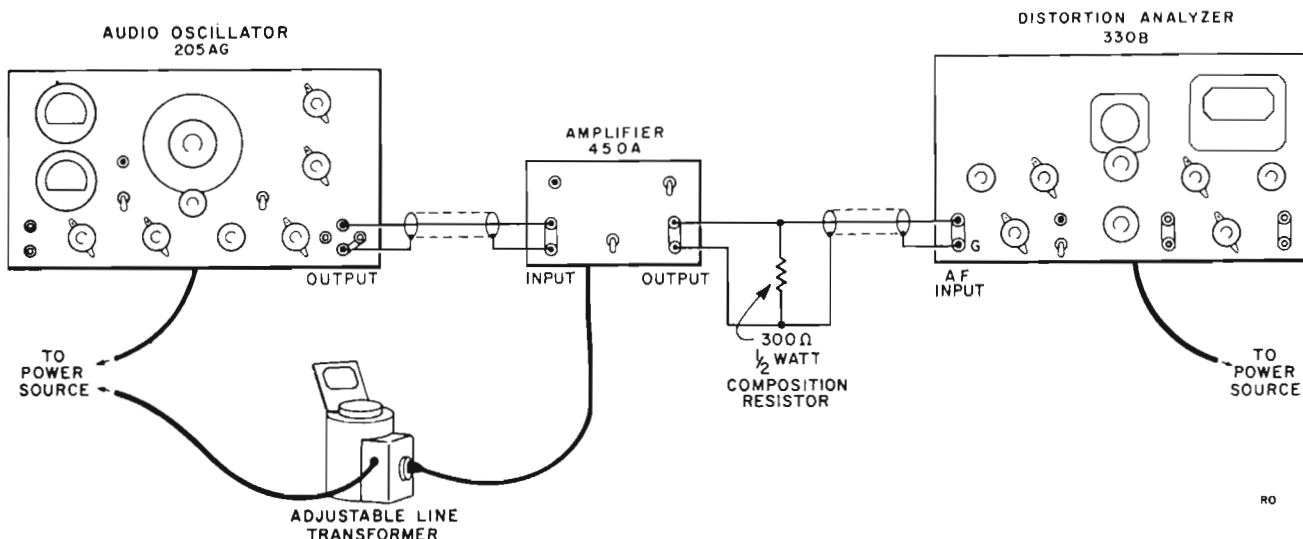 AUDIO OSCILLATOR
205AG
DISTORTION ANALYZER
330B
AMPLIFIER
450A
OUTPUT
INPUT
OUTPUT
G
AF
INPUT
TO
POWER
SOURCE
300Ω
1/2 WATT
COMPOSITION
RESISTOR
TO
POWER
SOURCE
ADJUSTABLE LINE
TRANSFORMER
RO